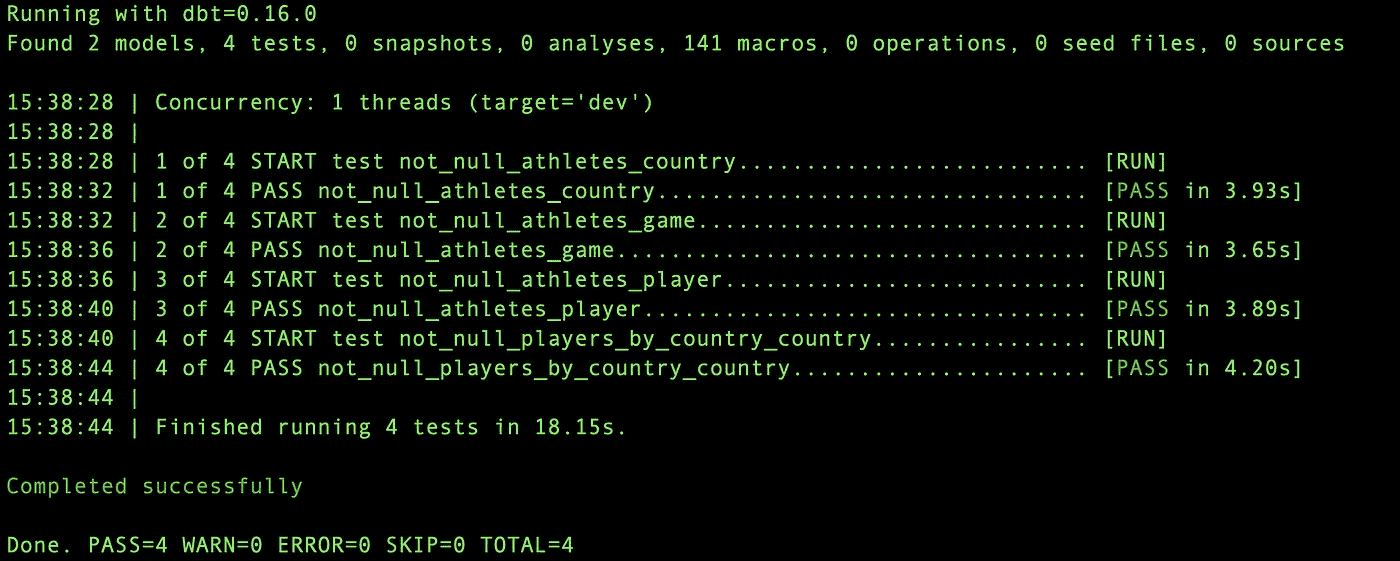 Running with dbt=0.16.0
Found 2 models, 4 tests, 0 snapshots, 0 analyses, 141 macros, 0 operations, 0 seed files, 0 sources
15:38:28 | Concurrency: 1 threads (target='dev')
15:38:28 |
15:38:28 | 1 of 4 START test not_null_athletes_country.......................... [RUN]
15:38:32 | 1 of 4 PASS not_null_athletes_country................................ [PASS in 3.93s]
15:38:32 | 2 of 4 START test not_null_athletes_game............................. [RUN]
15:38:36 | 2 of 4 PASS not_null_athletes_game................................... [PASS in 3.65s]
15:38:36 | 3 of 4 START test not_null_athletes_player........................... [RUN]
15:38:40 | 3 of 4 PASS not_null_athletes_player................................. [PASS in 3.89s]
15:38:40 | 4 of 4 START test not_null_players_by_country_country................ [RUN]
15:38:44 | 4 of 4 PASS not_null_players_by_country_country...................... [PASS in 4.20s]
15:38:44 |
15:38:44 | Finished running 4 tests in 18.15s.
Completed successfully
Done. PASS=4 WARN=0 ERROR=0 SKIP=0 TOTAL=4